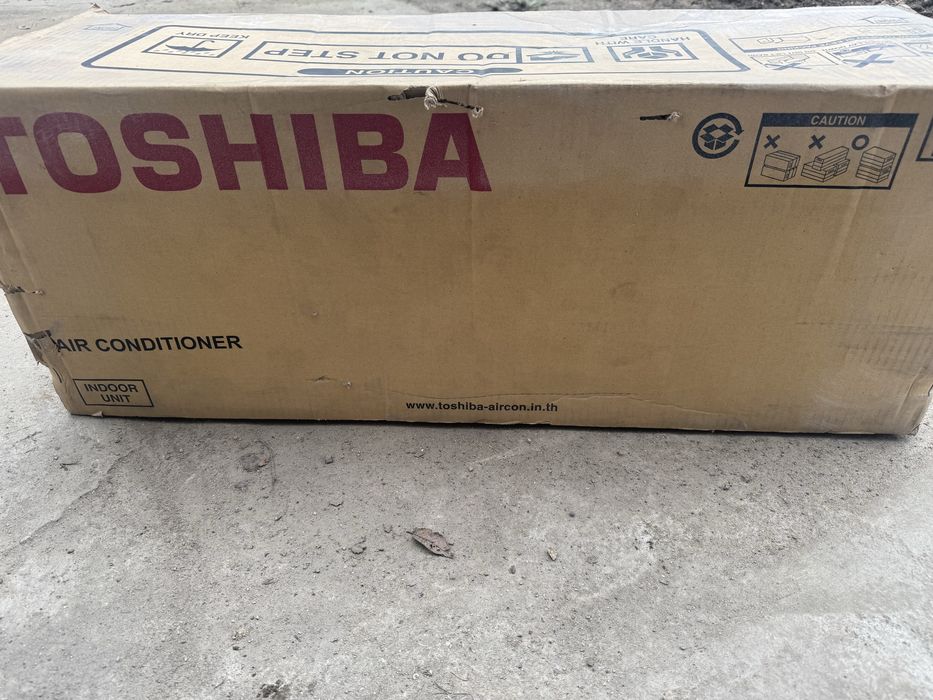 KEEP DRY
DO NOT STEP
HANDLE WITH
CARE
CAUTION
TOSHIBA
CAUTION
AIR CONDITIONER
INDOOR
UNIT
www.toshiba-aircon.in.th